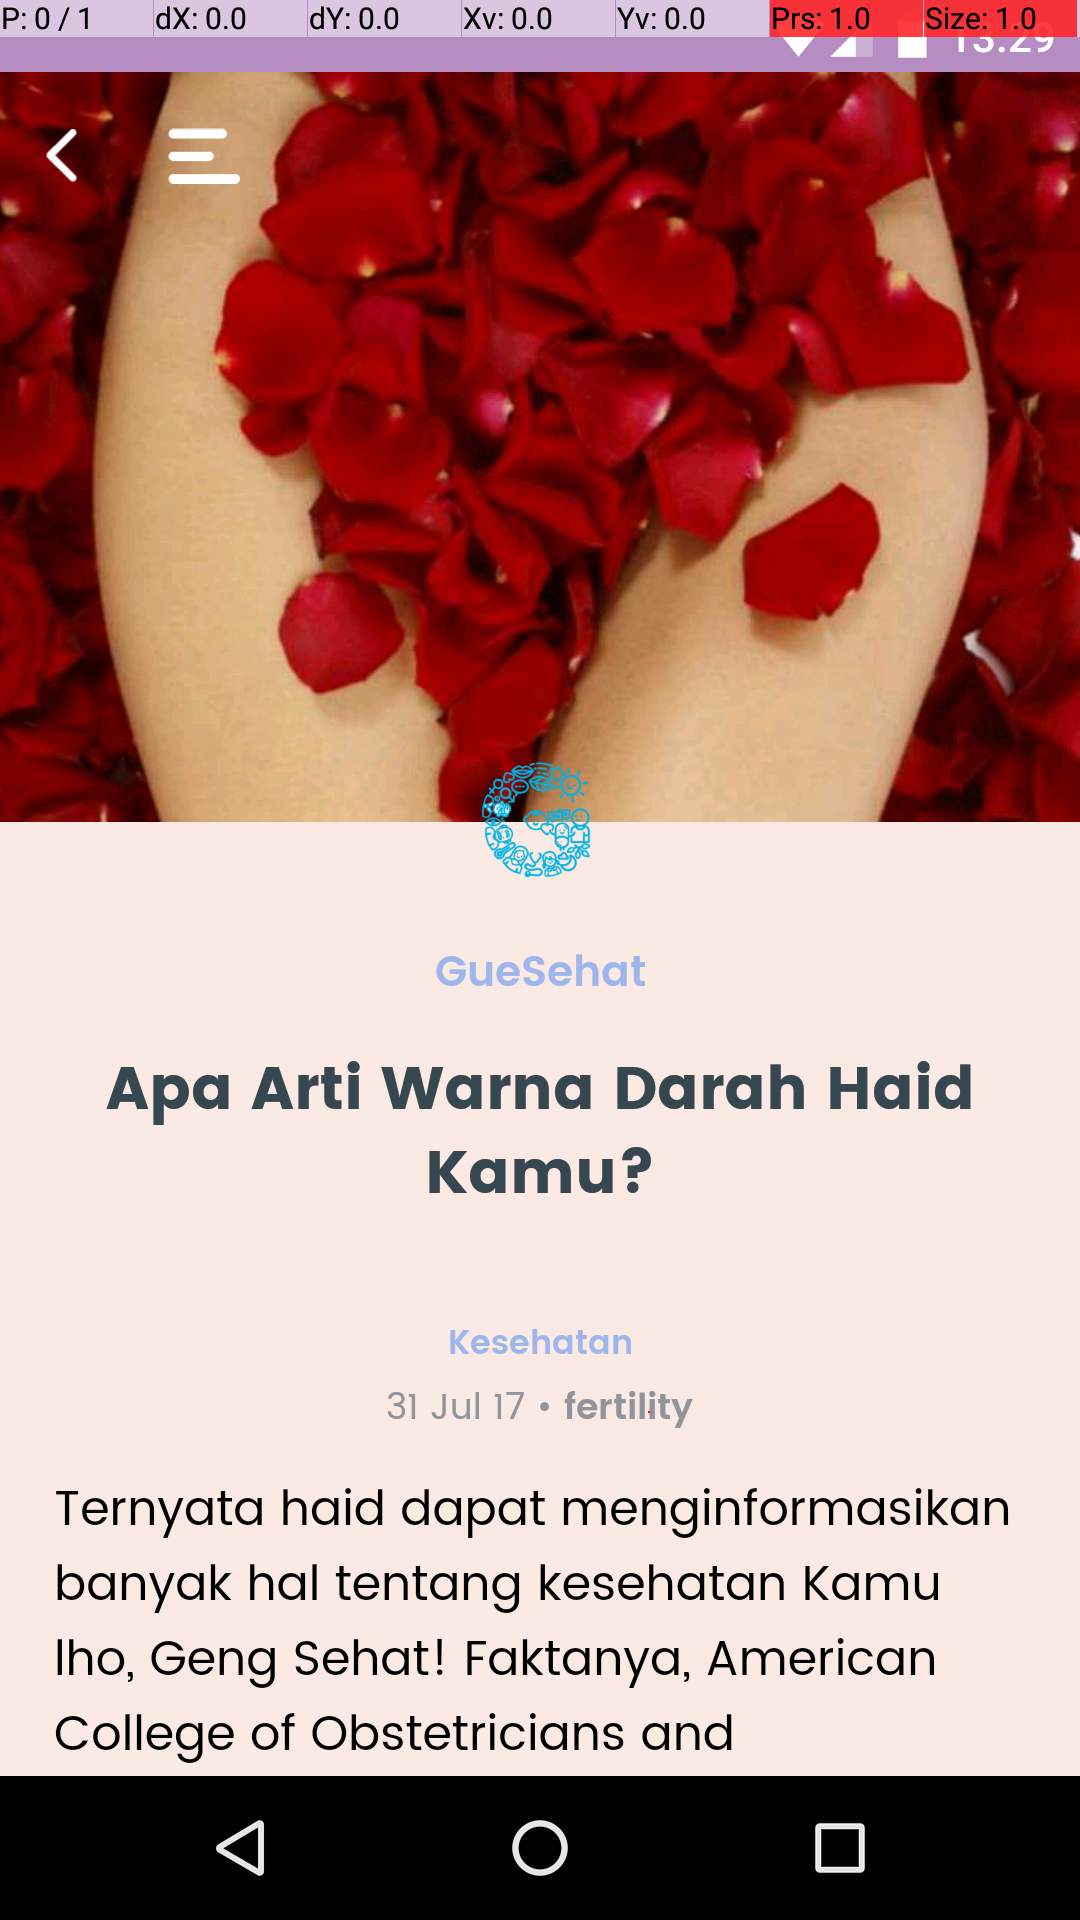 P: 0 / 1 dX: 0.0 dY: 0.0 Xv: 0.0 Yv: 0.0 Prs: 1.0 Size: 1.0
13:29
GueSehat
Apa Arti Warna Darah Haid
Kamu?
Kesehatan
31 Jul 17 • fertility
Ternyata haid dapat menginformasikan
banyak hal tentang kesehatan Kamu
lho, Geng Sehat! Faktanya, American
College of Obstetricians and